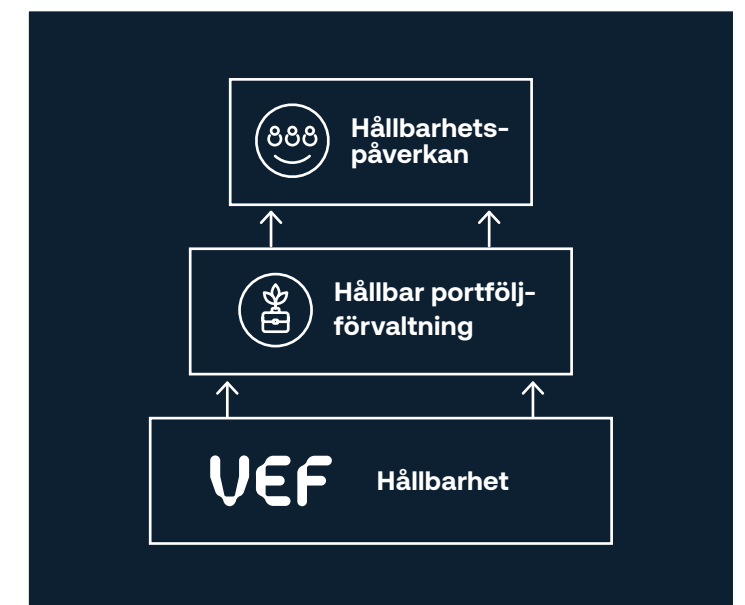 Hållbarhets-
påverkan
Hållbar portfölj-
förvaltning
VEF Hållbarhet